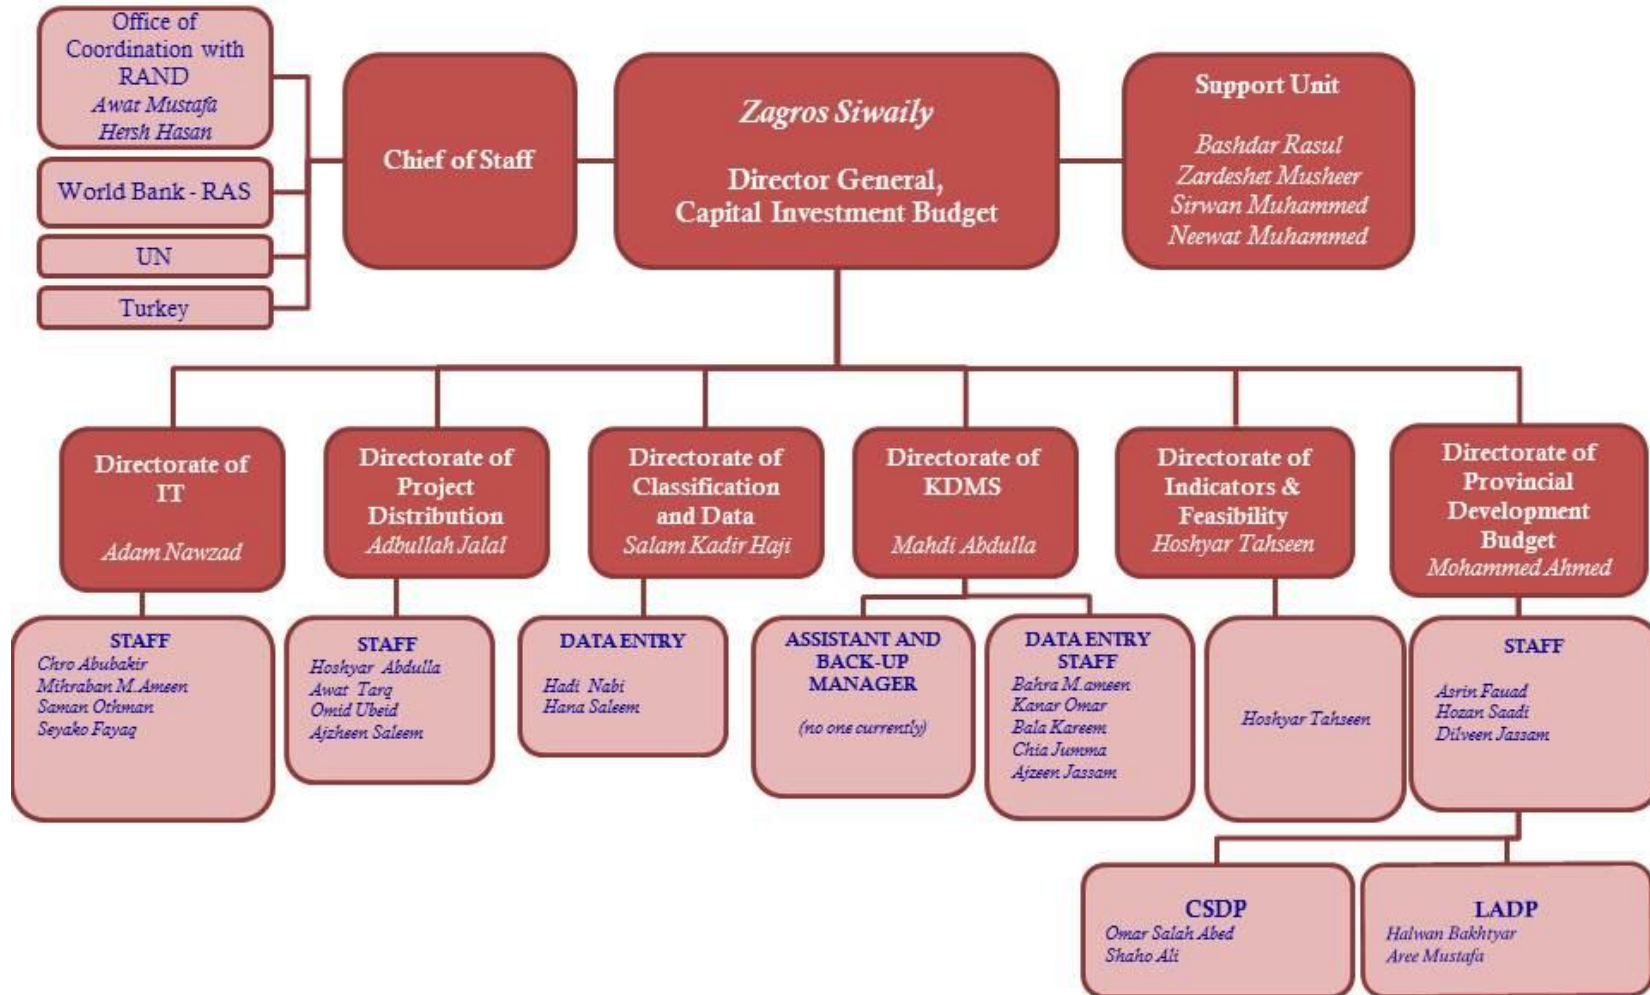 Office of
Coordination with
RAND
Awat Mustafa
Hersh Hasan
World Bank - RAS
UN
Turkey
Chief of Staff
Zagros Siwaily
Director General,
Capital Investment Budget
Support Unit
Bashdar Rasul
Zardeshet Musheer
Sirwan Muhammed
Neewat Muhammed
Directorate of
IT
Adam Nawzad
Directorate of
Project
Distribution
Adbullah Jalal
Directorate of
Classification
and Data
Salam Kadir Haji
Directorate of
KDMS
Mahdi Abdulla
Directorate of
Indicators &
Feasibility
Hoshyar Tahseen
Directorate of
Provincial
Development
Budget
Mohammed Ahmed
STAFF
Chro Abubakir
Mihraban M.Ameen
Saman Othman
Seyako Fayaq
STAFF
Hoshyar Abdulla
Awat Tarq
Omid Ubeid
Ajzheen Saleem
DATA ENTRY
Hadi Nabi
Hana Saleem
ASSISTANT AND
BACK-UP
MANAGER
(no one currently)
DATA ENTRY
STAFF
Bahra M.ameen
Kanar Omar
Bala Kareem
Chia Jumma
Ajzeen Jassam
Hoshyar Tahseen
STAFF
Asrin Fauad
Hozan Saadi
Dilveen Jassam
CSDP
Omar Salah Abed
Shaho Ali
LADP
Halwan Bakhtyar
Aree Mustafa